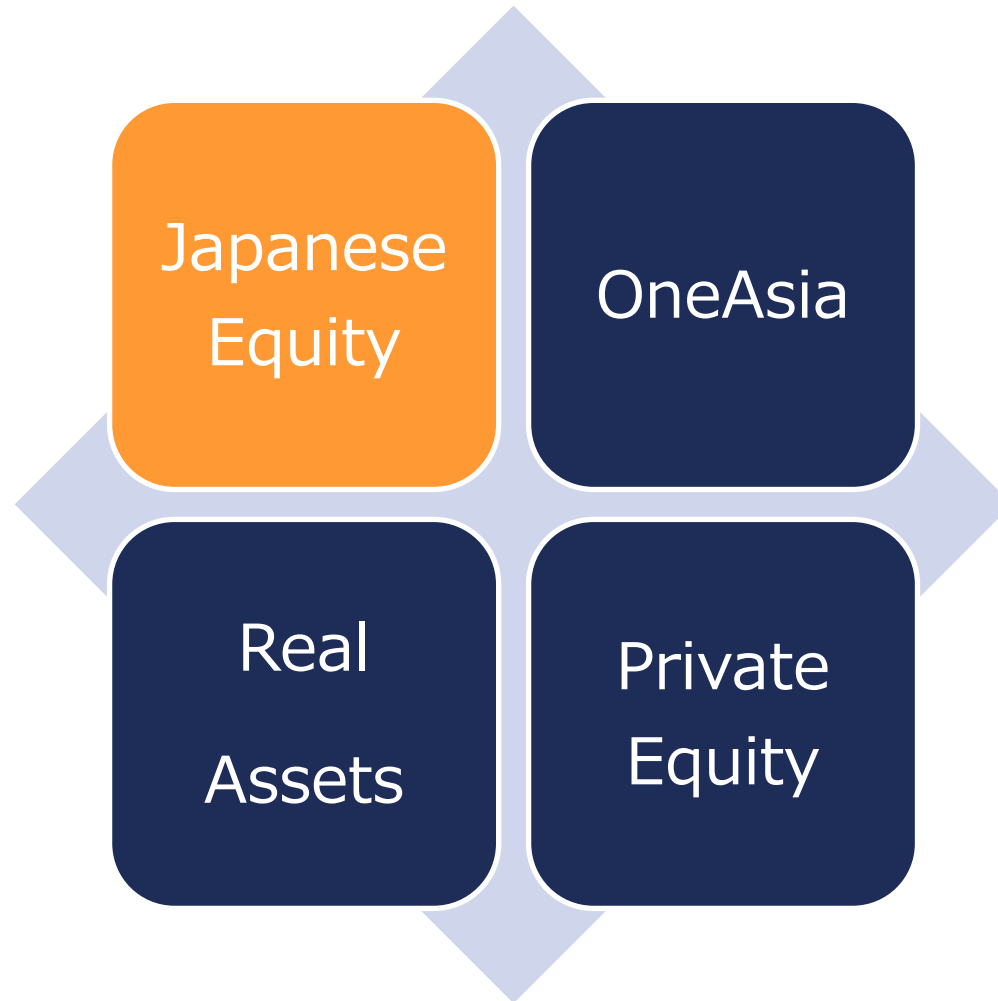 Japanese
Equity
OneAsia
Real
Assets
Private
Equity